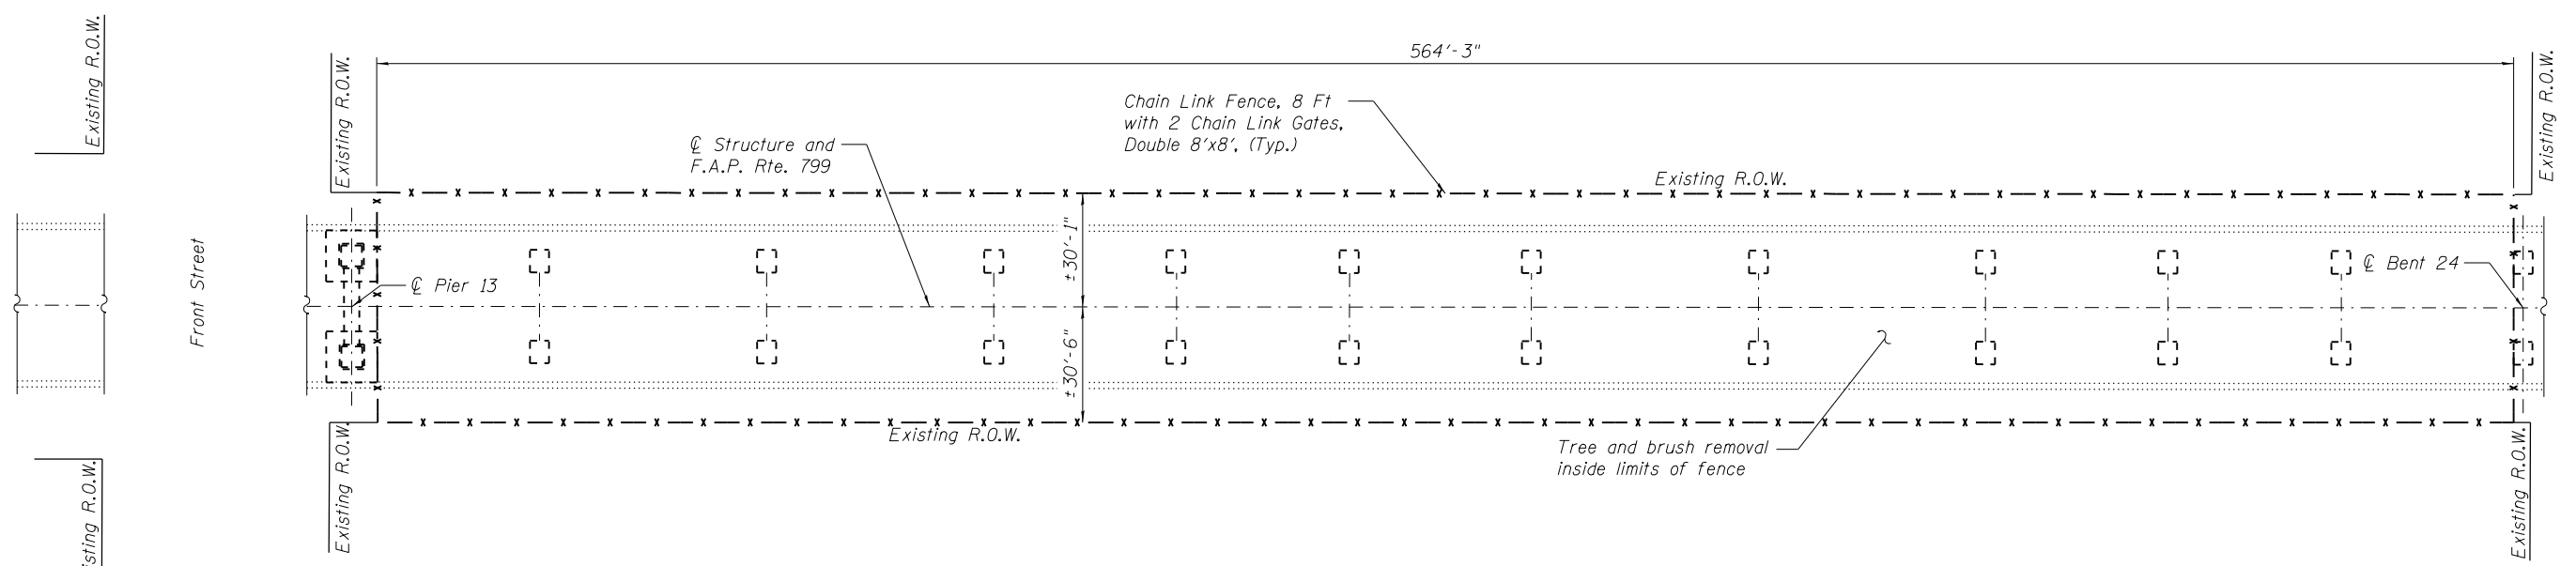 Existing R.O.W.
Existing R.O.W.
564'-3"
Existing R.O.W.
Chain Link Fence, 8 Ft
with 2 Chain Link Gates,
Double 8'x8', (Typ.)
℄ Structure and
F.A.P. Rte. 799
Existing R.O.W.
Front Street
±30'-1"
℄ Pier 13
℄ Bent 24
±30'-6"
Existing R.O.W.
Tree and brush removal
inside limits of fence
isting R.O.W.
Existing R.O.W.
Existing R.O.W.